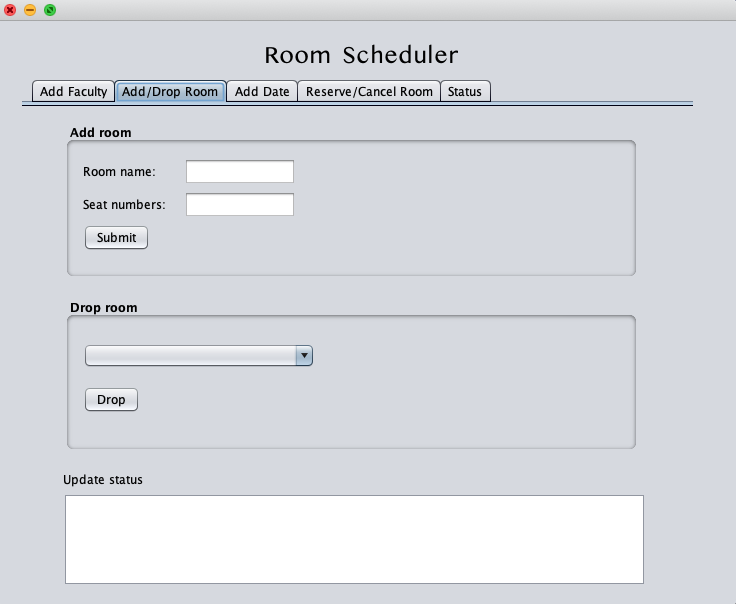 Room Scheduler
Add Faculty Add/Drop Room Add Date Reserve/Cancel Room Status
Add room
Room name:
Seat numbers:
Submit
Drop room
Drop
Update status